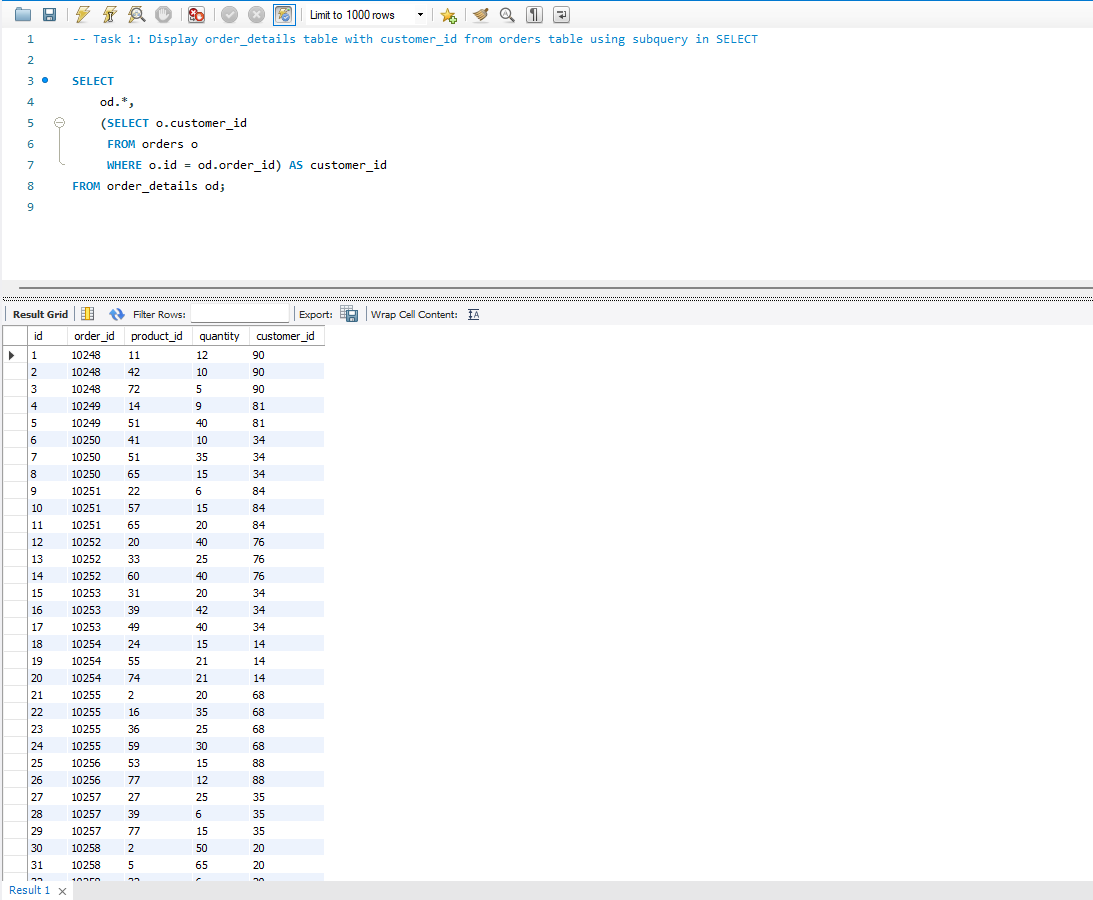 Limit to 1000 rows
1 -- Task 1: Display order_details table with customer_id from orders table using subquery in SELECT
2
3 SELECT
4 od.*,
5 (SELECT o.customer_id
6 FROM orders o
7 WHERE o.id = od.order_id) AS customer_id
8 FROM order_details od;
9
Result Grid Filter Rows: Export: Wrap Cell Content: IA
id order_id product_id quantity customer_id
1 10248 11 12 90
2 10248 42 10 90
3 10248 72 5 90
4 10249 14 9 81
5 10249 51 40 81
6 10250 41 10 34
7 10250 51 35 34
8 10250 65 15 34
9 10251 22 6 84
10 10251 57 15 84
11 10251 65 20 84
12 10252 20 40 76
13 10252 33 25 76
14 10252 60 40 76
15 10253 31 20 34
16 10253 39 42 34
17 10253 49 40 34
18 10254 24 15 14
19 10254 55 21 14
20 10254 74 21 14
21 10255 2 20 68
22 10255 16 35 68
23 10255 36 25 68
24 10255 59 30 68
25 10256 53 15 88
26 10256 77 12 88
27 10257 27 25 35
28 10257 39 6 35
29 10257 77 15 35
30 10258 2 50 20
31 10258 5 65 20
Result 1